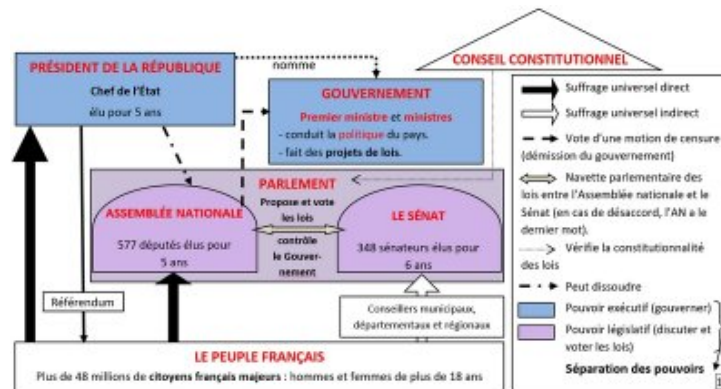 PRÉSIDENT DE LA RÉPUBLIQUE
Chef de l'État
élu pour 5 ans
nomme
GOUVERNEMENT
Premier ministre et ministres
- conduit la politique du pays.
- fait des projets de lois.
CONSEIL CONSTITUTIONNEL
PARLEMENT
Propose et vote
les lois
contrôle
le Gouver-
nement
ASSEMBLÉE NATIONALE
577 députés élus pour
5 ans
LE SÉNAT
348 sénateurs élus pour
6 ans
Référendum
Conseillers municipaux,
départementaux et régionaux
LE PEUPLE FRANÇAIS
Plus de 48 millions de citoyens français majeurs : hommes et femmes de plus de 18 ans
Suffrage universel direct
Suffrage universel indirect
Vote d'une motion de censure
(démission du gouvernement)
Navette parlementaire des
lois entre l'Assemblée nationale et le
Sénat (en cas de désaccord, l'AN a le
dernier mot).
Vérifie la constitutionnalité
des lois
Peut dissoudre
Pouvoir exécutif (gouverner)
Pouvoir législatif (discuter et
voter les lois)
Séparation des pouvoirs